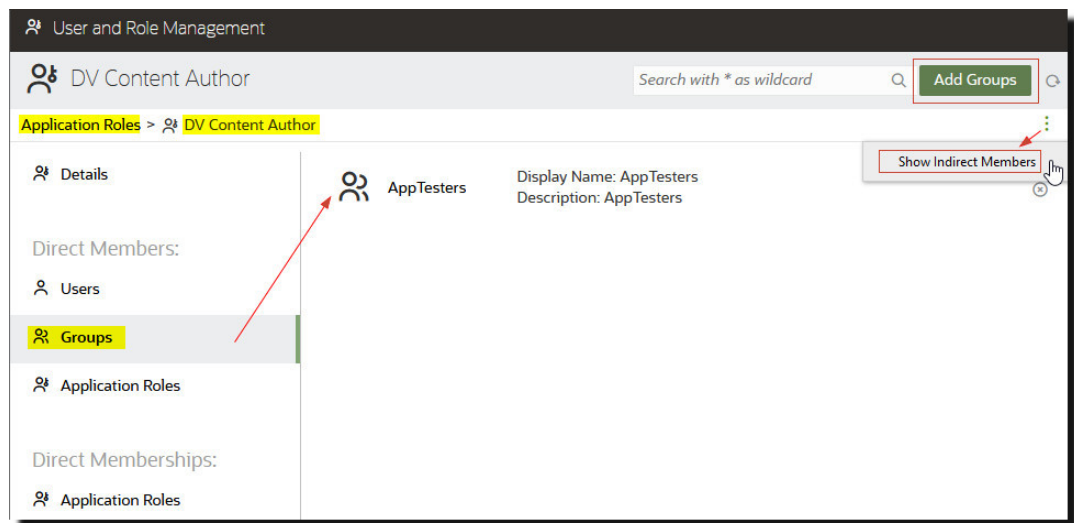 User and Role Management
DV Content Author
Search with * as wildcard
Add Groups
Application Roles > DV Content Author
Show Indirect Members
Details
AppTesters
Display Name: AppTesters
Description: AppTesters
Direct Members:
Users
Groups
Application Roles
Direct Memberships:
Application Roles